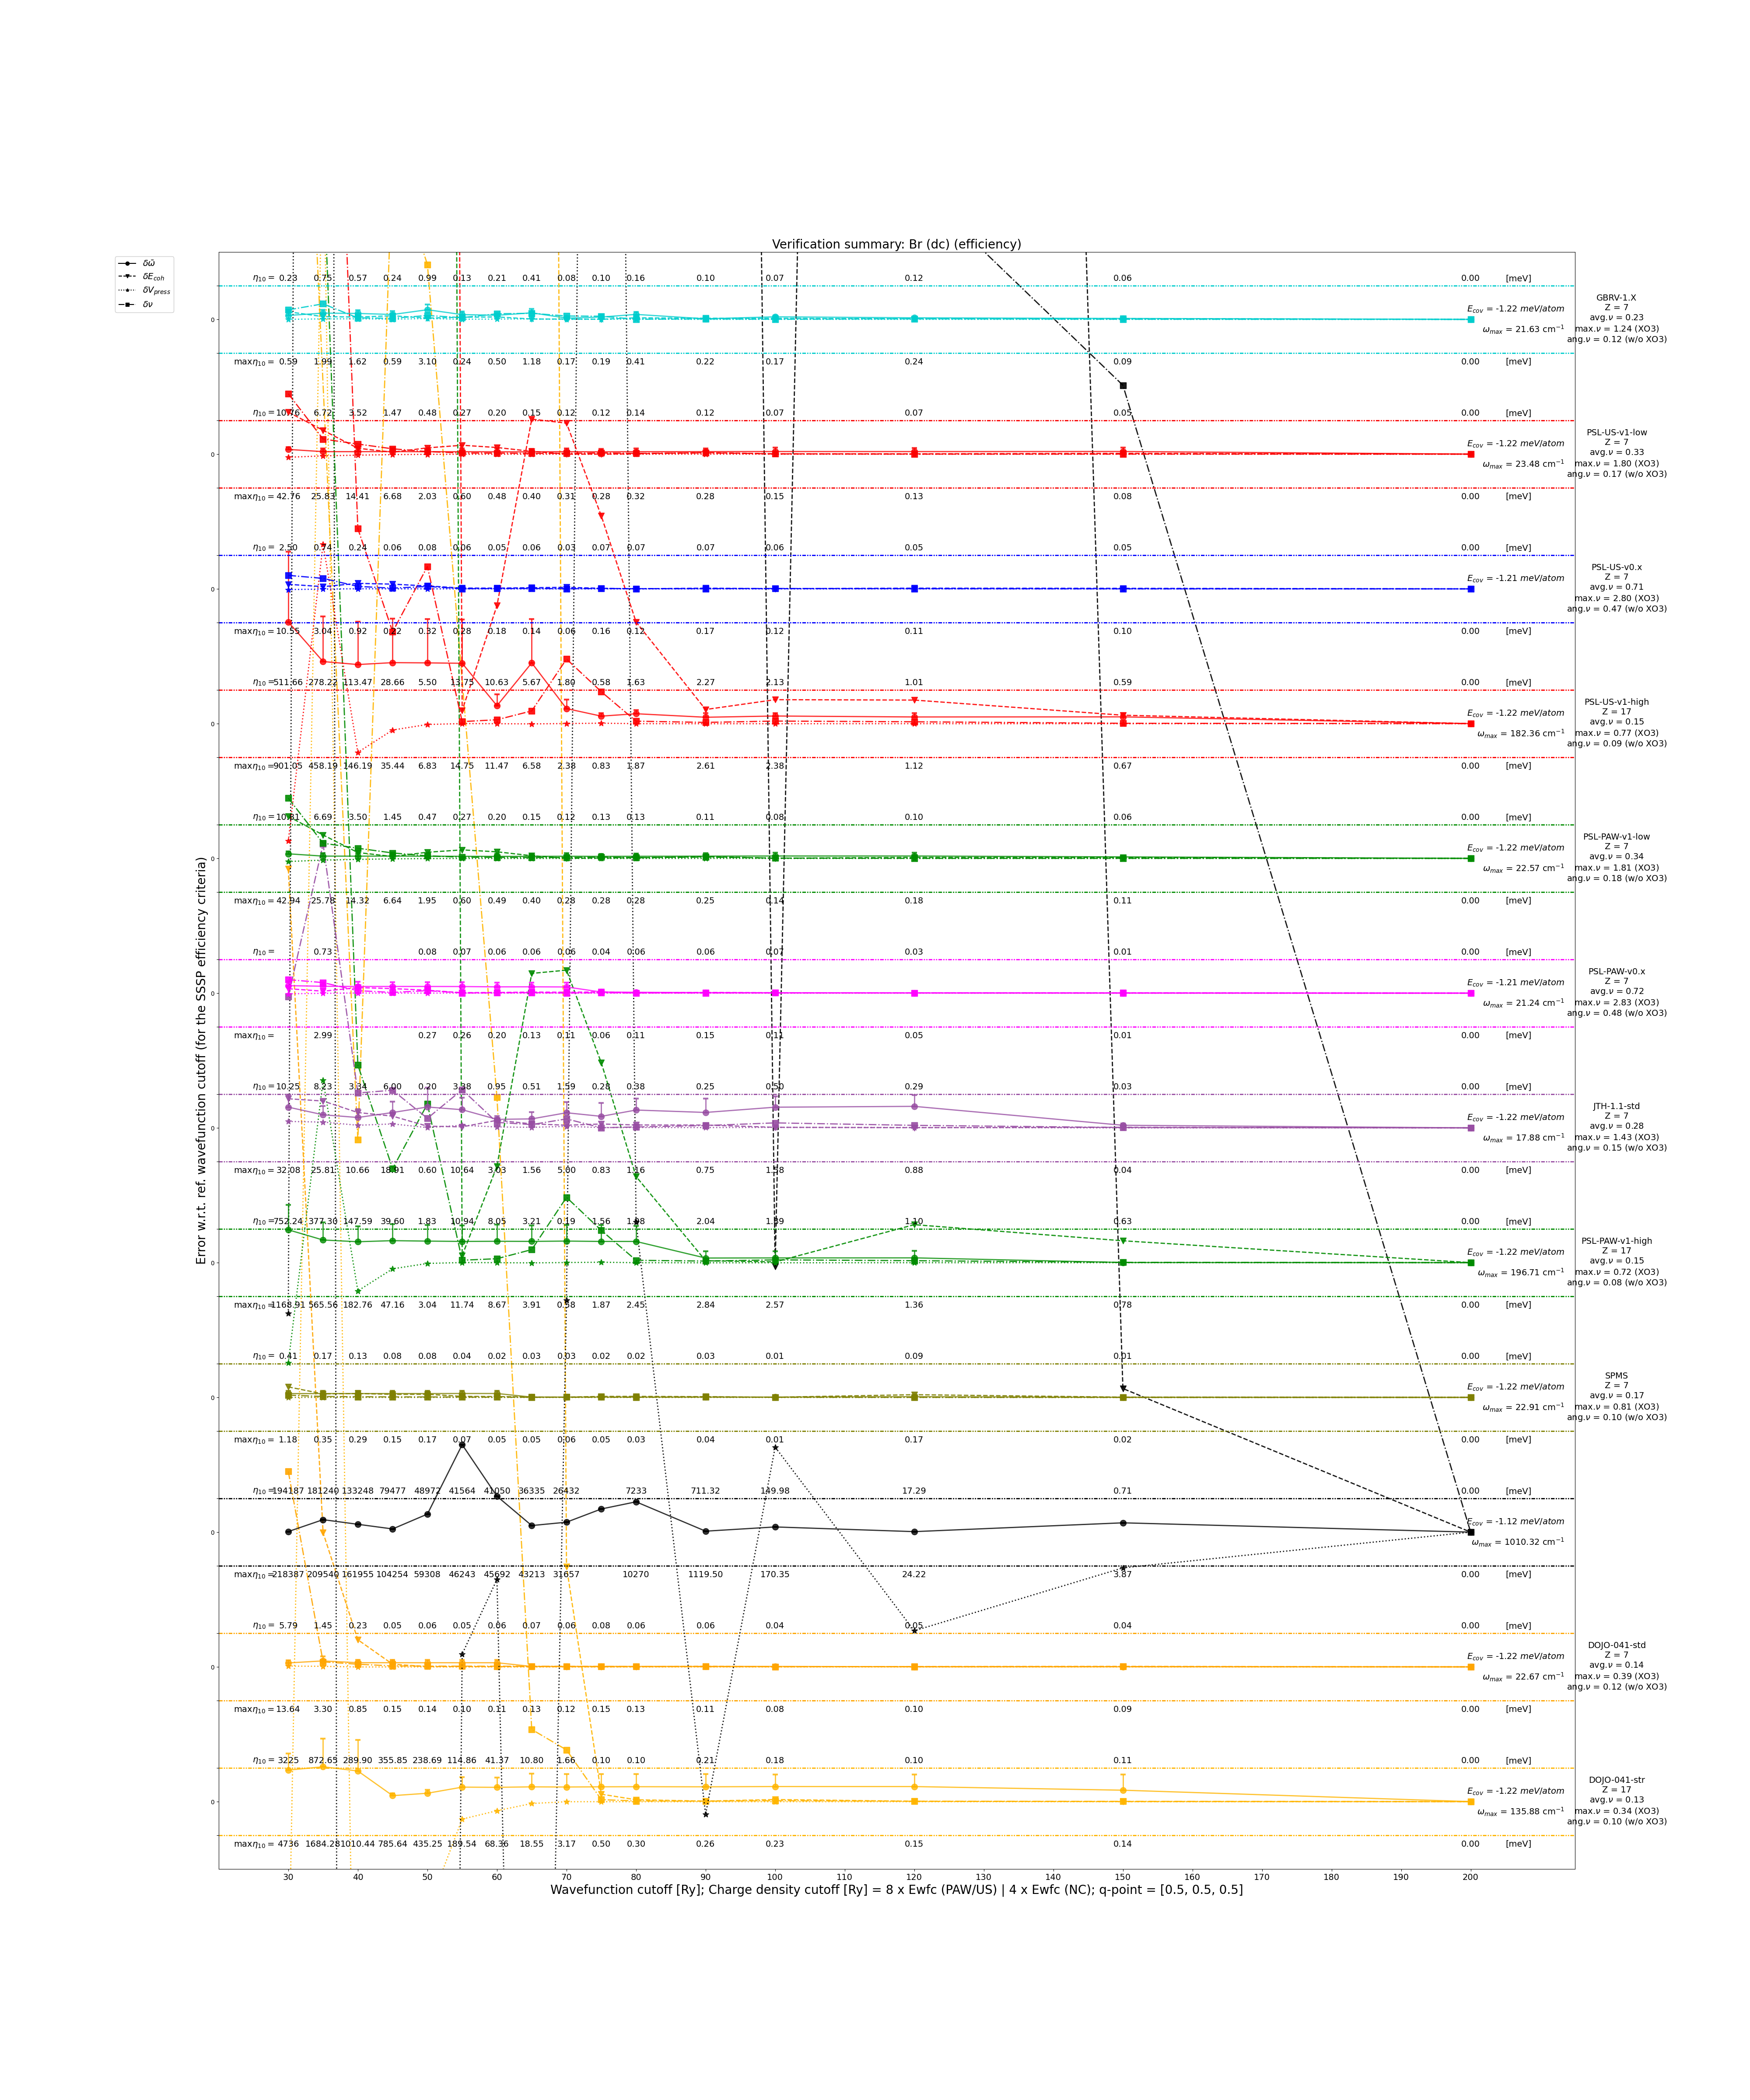 Verification summary: Br (dc) (efficiency)
δω̄
δE_coh
δV_press
δν
Error w.r.t. ref. wavefunction cutoff (for the SSSP efficiency criteria)
η₁₀ = 0.23 0.75 0.57 0.24 0.99 0.13 0.21 0.41 0.08 0.10 0.16 0.10 0.07 0.12 0.06 0.00 [meV]
GBRV-1.X
Z = 7
avg.ν = 0.23
max.ν = 1.24 (XO3)
ang.ν = 0.12 (w/o XO3)
0
E_cov = -1.22 meV/atom
ω_max = 21.63 cm⁻¹
maxη₁₀ = 0.59 1.99 1.62 0.59 3.10 0.24 0.50 1.18 0.17 0.19 0.41 0.22 0.17 0.24 0.09 0.00 [meV]
η₁₀ = 6.72 3.52 1.47 0.48 0.27 0.20 0.15 0.12 0.12 0.14 0.12 0.07 0.07 0.05 0.00 [meV]
PSL-US-v1-low
Z = 7
avg.ν = 0.33
max.ν = 1.80 (XO3)
ang.ν = 0.17 (w/o XO3)
0
E_cov = -1.22 meV/atom
ω_max = 23.48 cm⁻¹
maxη₁₀ = 42.76 25.83 14.41 6.68 2.03 0.60 0.48 0.40 0.31 0.28 0.32 0.28 0.15 0.13 0.08 0.00 [meV]
η₁₀ = 2.50 0.74 0.24 0.06 0.08 0.06 0.05 0.06 0.03 0.07 0.07 0.07 0.06 0.05 0.05 0.00 [meV]
PSL-US-v0.x
Z = 7
avg.ν = 0.71
max.ν = 2.80 (XO3)
ang.ν = 0.47 (w/o XO3)
0
E_cov = -1.21 meV/atom
maxη₁₀ = 10.55 3.04 0.92 0.32 0.28 0.18 0.14 0.06 0.16 0.12 0.17 0.12 0.11 0.10 0.00 [meV]
η₁₀ = 511.66 278.22 113.47 28.66 5.50 13.75 10.63 5.67 1.80 0.58 1.63 2.27 2.13 1.01 0.59 0.00 [meV]
PSL-US-v1-high
Z = 17
avg.ν = 0.15
max.ν = 0.77 (XO3)
ang.ν = 0.09 (w/o XO3)
0
E_cov = -1.22 meV/atom
ω_max = 182.36 cm⁻¹
maxη₁₀ = 901.05 458.19 146.19 35.44 6.83 14.75 11.47 6.58 2.38 0.83 1.87 2.61 2.38 1.12 0.67 0.00 [meV]
η₁₀ = 6.69 3.50 1.45 0.47 0.27 0.20 0.15 0.12 0.13 0.13 0.11 0.08 0.10 0.06 0.00 [meV]
PSL-PAW-v1-low
Z = 7
avg.ν = 0.34
max.ν = 1.81 (XO3)
ang.ν = 0.18 (w/o XO3)
0
E_cov = -1.22 meV/atom
ω_max = 22.57 cm⁻¹
maxη₁₀ = 42.94 25.78 14.32 6.64 1.95 0.60 0.49 0.40 0.28 0.28 0.28 0.25 0.14 0.18 0.11 0.00 [meV]
η₁₀ = 0.73 0.08 0.07 0.06 0.06 0.06 0.04 0.06 0.06 0.07 0.03 0.01 0.00 [meV]
PSL-PAW-v0.x
Z = 7
avg.ν = 0.72
max.ν = 2.83 (XO3)
ang.ν = 0.48 (w/o XO3)
0
E_cov = -1.21 meV/atom
ω_max = 21.24 cm⁻¹
maxη₁₀ = 2.99 0.27 0.26 0.20 0.13 0.11 0.06 0.11 0.15 0.11 0.05 0.01 0.00 [meV]
η₁₀ = 10.25 8.23 3.34 6.00 0.20 3.38 0.95 0.51 1.59 0.28 0.38 0.25 0.50 0.29 0.03 0.00 [meV]
JTH-1.1-std
Z = 7
avg.ν = 0.28
max.ν = 1.43 (XO3)
ang.ν = 0.15 (w/o XO3)
0
E_cov = -1.22 meV/atom
ω_max = 17.88 cm⁻¹
maxη₁₀ = 32.08 25.81 10.66 0.60 10.64 3.03 1.56 5.00 0.83 1.16 0.75 1.58 0.88 0.04 0.00 [meV]
η₁₀ = 752.24 377.30 147.59 39.60 1.83 10.94 8.05 3.21 0.19 1.56 2.04 1.39 1.10 0.63 0.00 [meV]
PSL-PAW-v1-high
Z = 17
avg.ν = 0.15
max.ν = 0.72 (XO3)
ang.ν = 0.08 (w/o XO3)
0
E_cov = -1.22 meV/atom
ω_max = 196.71 cm⁻¹
maxη₁₀ = 1168.91 565.56 182.76 47.16 3.04 11.74 8.67 3.91 0.58 1.87 2.45 2.84 2.57 1.36 0.78 0.00 [meV]
η₁₀ = 0.41 0.17 0.13 0.08 0.08 0.04 0.02 0.03 0.03 0.02 0.02 0.03 0.01 0.09 0.01 0.00 [meV]
SPMS
Z = 7
avg.ν = 0.17
max.ν = 0.81 (XO3)
ang.ν = 0.10 (w/o XO3)
0
E_cov = -1.22 meV/atom
ω_max = 22.91 cm⁻¹
maxη₁₀ = 1.18 0.35 0.29 0.15 0.17 0.07 0.05 0.05 0.06 0.05 0.03 0.04 0.01 0.17 0.02 0.00 [meV]
η₁₀ = 194187 181240 133248 79477 48972 41564 41050 36335 26432 7233 711.32 149.98 17.29 0.71 0.00 [meV]
0
E_cov = -1.12 meV/atom
ω_max = 1010.32 cm⁻¹
maxη₁₀ = 218387 209540 161955 104254 59308 46243 45692 43213 31657 10270 1119.50 170.35 24.22 3.87 0.00 [meV]
η₁₀ = 5.79 1.45 0.23 0.05 0.06 0.05 0.06 0.07 0.06 0.08 0.06 0.06 0.04 0.05 0.04 0.00 [meV]
DOJO-041-std
Z = 7
avg.ν = 0.14
max.ν = 0.39 (XO3)
ang.ν = 0.12 (w/o XO3)
0
E_cov = -1.22 meV/atom
ω_max = 22.67 cm⁻¹
maxη₁₀ = 13.64 3.30 0.85 0.15 0.14 0.10 0.11 0.13 0.12 0.15 0.13 0.11 0.08 0.10 0.09 0.00 [meV]
η₁₀ = 3225 872.65 289.90 355.85 238.69 114.86 41.37 10.80 1.66 0.10 0.10 0.21 0.18 0.10 0.11 0.00 [meV]
DOJO-041-str
Z = 17
avg.ν = 0.13
max.ν = 0.34 (XO3)
ang.ν = 0.10 (w/o XO3)
0
E_cov = -1.22 meV/atom
ω_max = 135.88 cm⁻¹
maxη₁₀ = 4736 1684.28 1010.44 785.64 435.25 189.54 68.36 18.55 3.17 0.50 0.30 0.26 0.23 0.15 0.14 0.00 [meV]
30 40 50 60 70 80 90 100 110 120 130 140 150 160 170 180 190 200
Wavefunction cutoff [Ry]; Charge density cutoff [Ry] = 8 x Ewfc (PAW/US) | 4 x Ewfc (NC); q-point = [0.5, 0.5, 0.5]